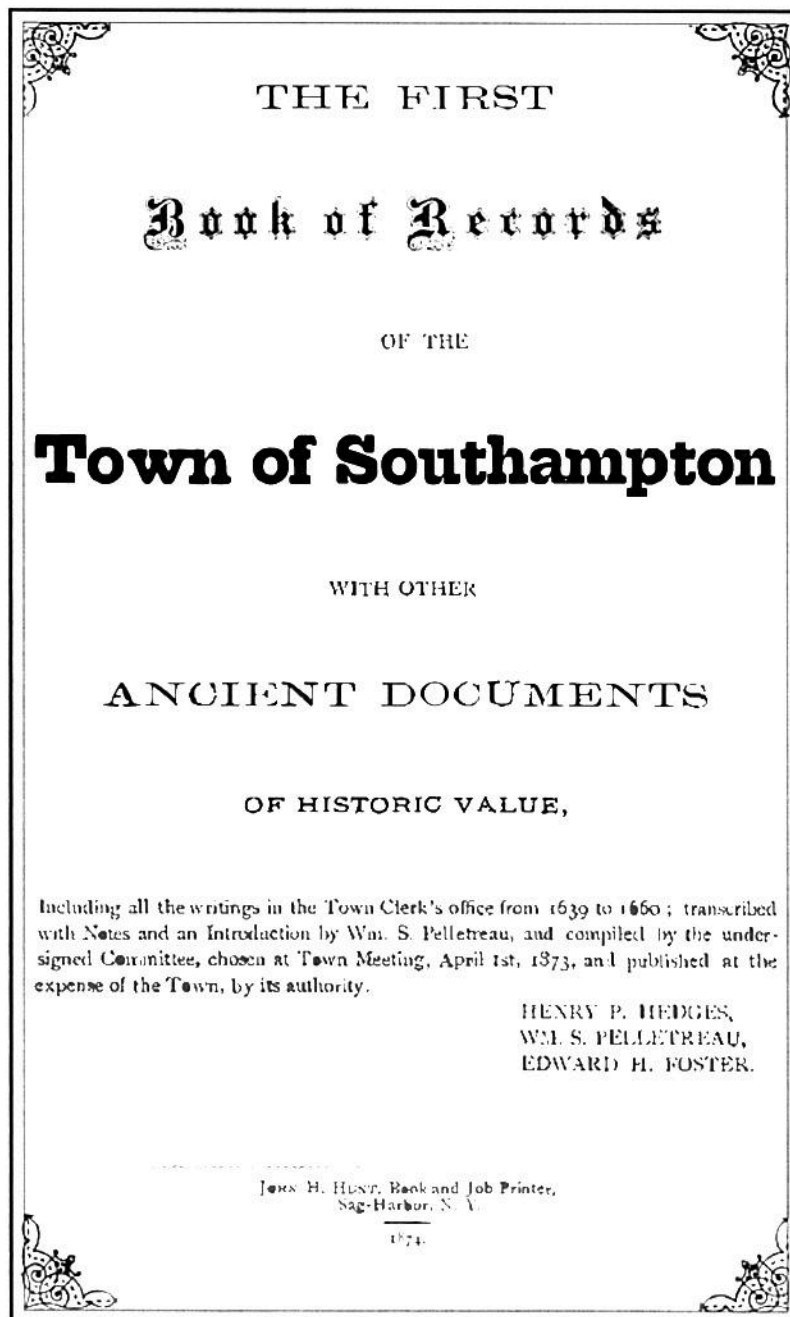 THE FIRST
Book of Records
OF THE
Town of Southampton
WITH OTHER
ANCIENT DOCUMENTS
OF HISTORIC VALUE,
Including all the writings in the Town Clerk's office from 1639 to 1660 ; transcribed
with Notes and an Introduction by Wm. S. Pelletreau, and compiled by the under-
signed Committee, chosen at Town Meeting, April 1st, 1873, and published at the
expense of the Town, by its authority.
HENRY P. HEDGES,
WM. S. PELLETREAU,
EDWARD H. FOSTER.
JOHN H. HUNT, Book and Job Printer,
Sag-Harbor, N. Y.
1874.